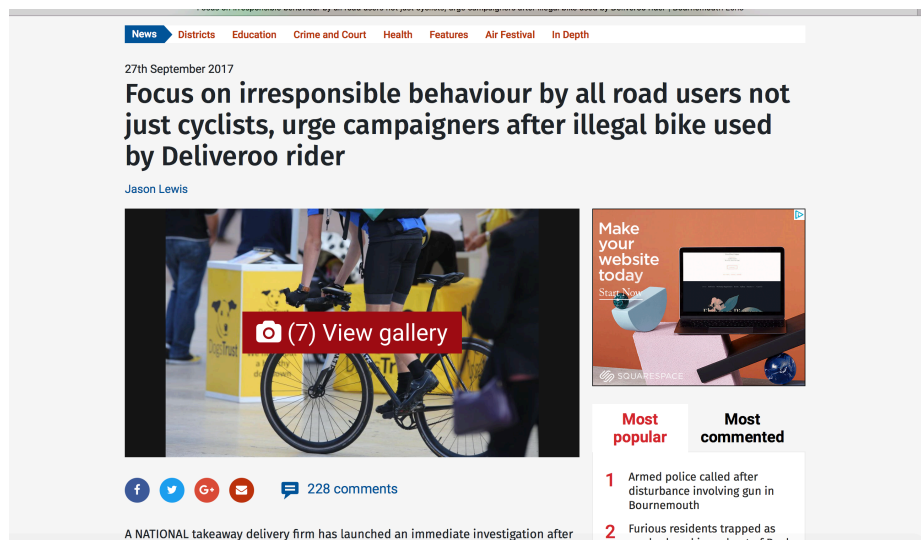 News Districts Education Crime and Court Health Features Air Festival In Depth
27th September 2017
Focus on irresponsible behaviour by all road users not
just cyclists, urge campaigners after illegal bike used
by Deliveroo rider
Jason Lewis
(7) View gallery
DogsTrust
DogsTr
Make
your
website
today
Start Now
SQUARESPACE
228 comments
Most
popular
Most
commented
1 Armed police called after
disturbance involving gun in
Bournemouth
2 Furious residents trapped as
A NATIONAL takeaway delivery firm has launched an immediate investigation after